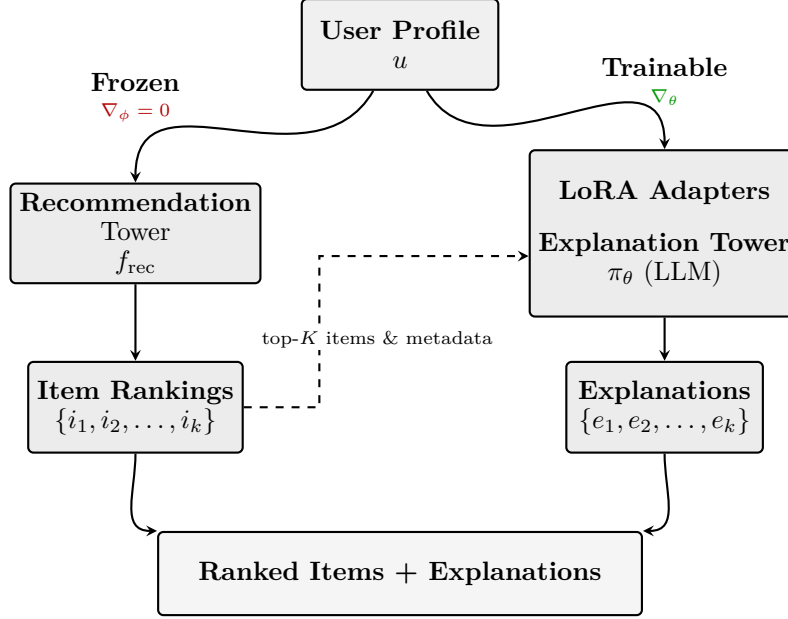 User Profile
u
Frozen
∇_ϕ = 0
Trainable
∇_θ
Recommendation
Tower
f_rec
LoRA Adapters
Explanation Tower
π_θ (LLM)
top-K items & metadata
Item Rankings
{i_1, i_2, . . . , i_k}
Explanations
{e_1, e_2, . . . , e_k}
Ranked Items + Explanations